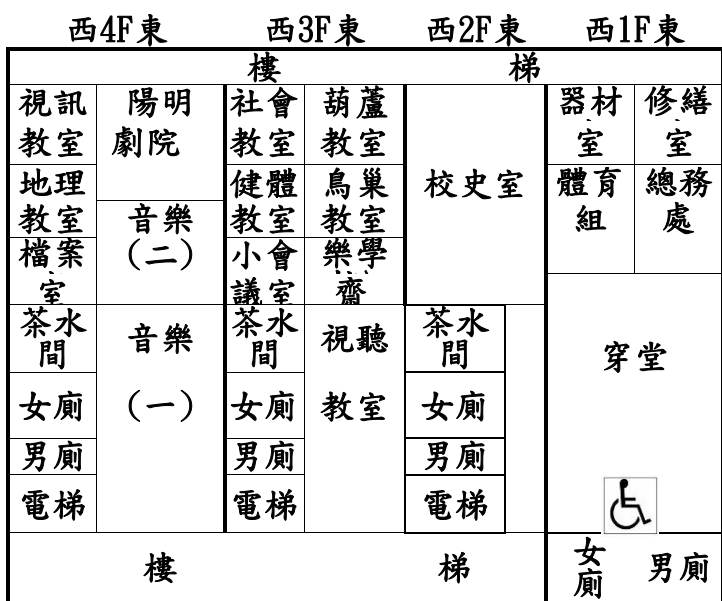 西4F東 西3F東 西2F東 西1F東
樓 梯
視訊 陽明 社會 葫蘆 器材 修繕
教室 劇院 教室 教室 室 室
地理 健體 鳥巢 校史室 體育 總務
教室 音樂 教室 教室 組 處
檔案 (二) 小會 樂學
室 議室 齋
茶水 音樂 茶水 視聽 茶水
間 間 間 穿堂
女廁 (一) 女廁 教室 女廁
男廁 男廁 男廁
電梯 電梯 電梯
樓 梯 女 男廁
廁